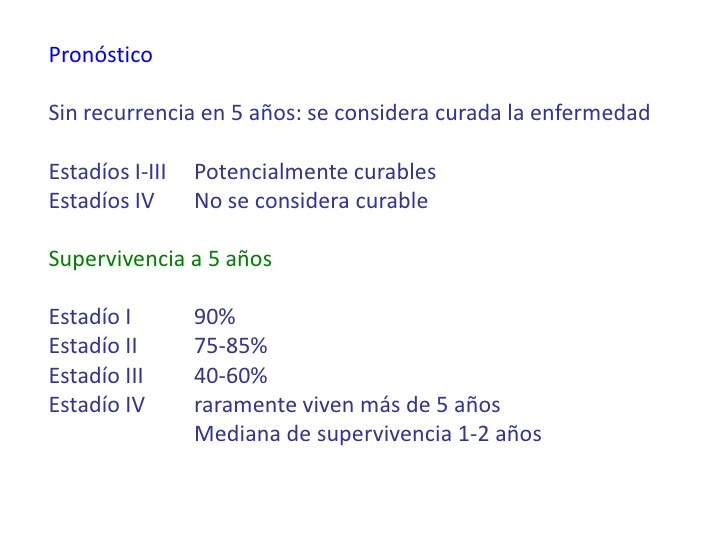 Pronóstico
Sin recurrencia en 5 años: se considera curada la enfermedad
Estadíos I-III Potencialmente curables
Estadíos IV No se considera curable
Supervivencia a 5 años
Estadío I 90%
Estadío II 75-85%
Estadío III 40-60%
Estadío IV raramente viven más de 5 años
Mediana de supervivencia 1-2 años